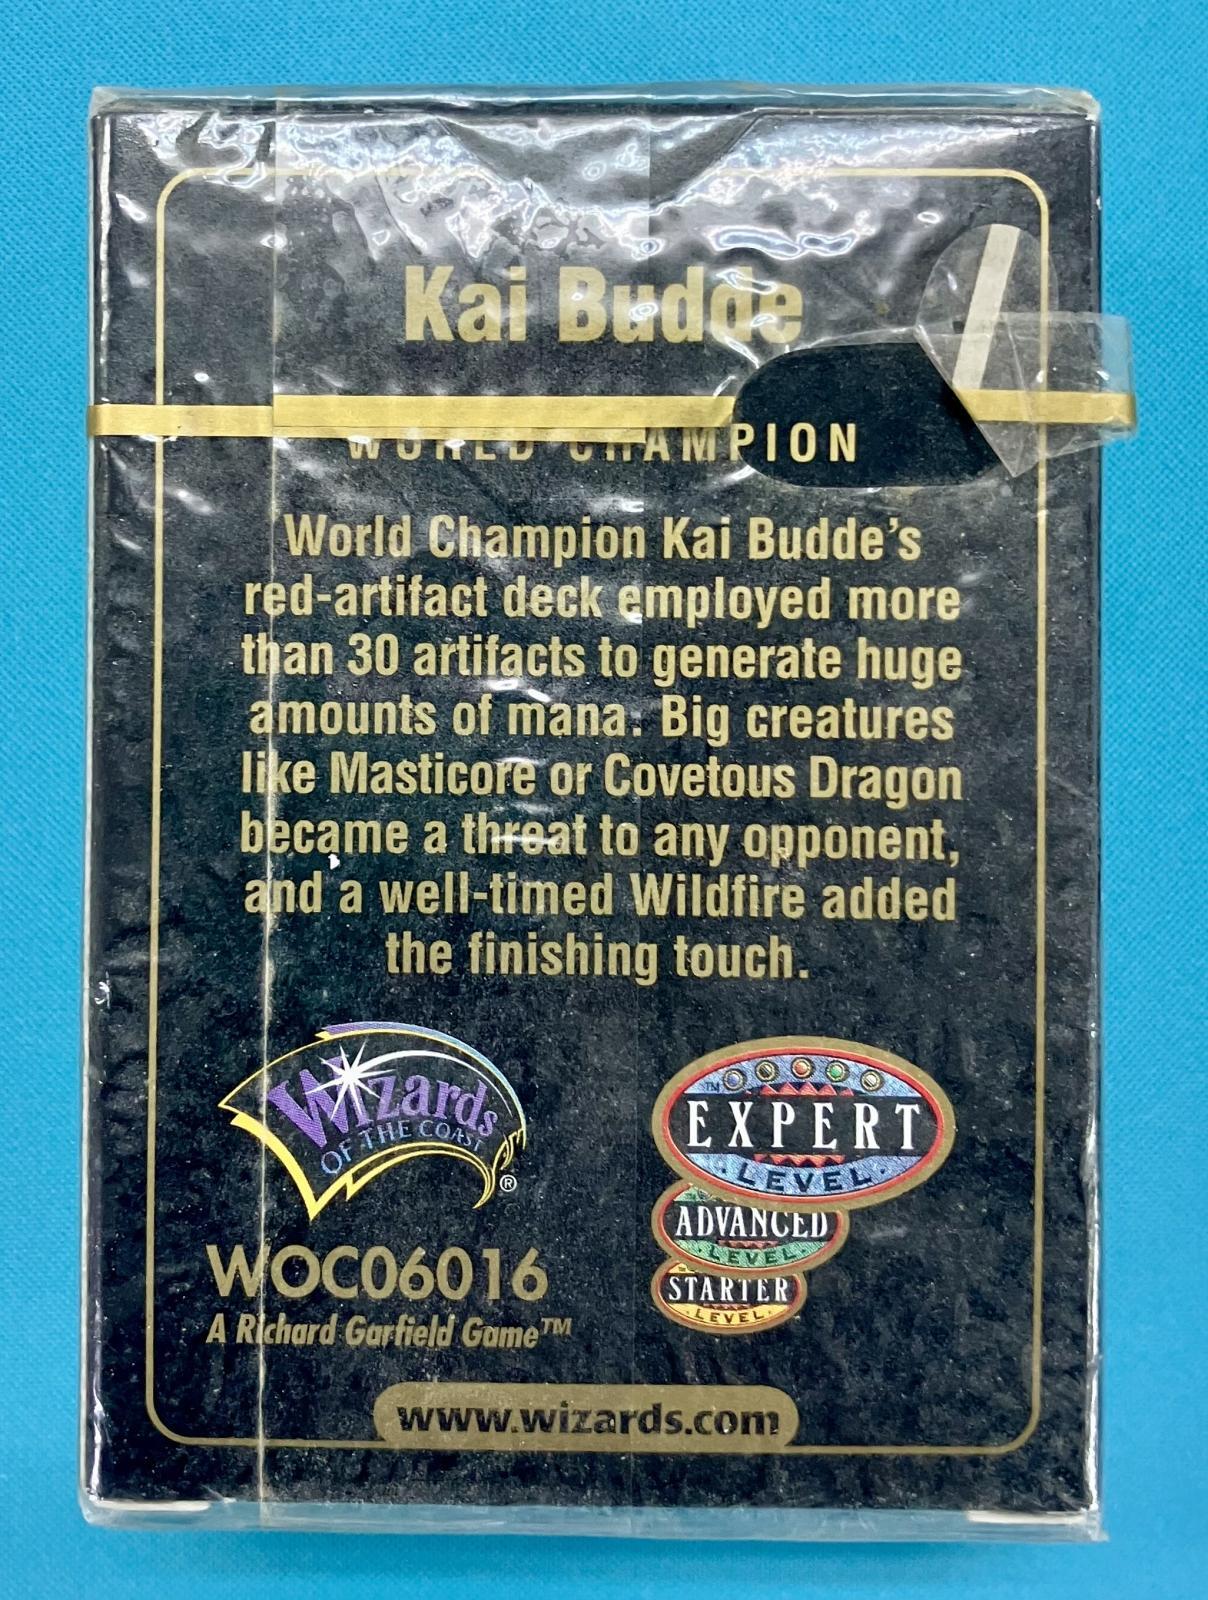 Kai Budde
WORLD CHAMPION
World Champion Kai Budde's
red-artifact deck employed more
than 30 artifacts to generate huge
amounts of mana. Big creatures
like Masticore or Covetous Dragon
became a threat to any opponent,
and a well-timed Wildfire added
the finishing touch.
Wizards
OF THE COAST
®
™
EXPERT
LEVEL
ADVANCED
LEVEL
STARTER
LEVEL
WOC06016
A Richard Garfield Game™
www.wizards.com